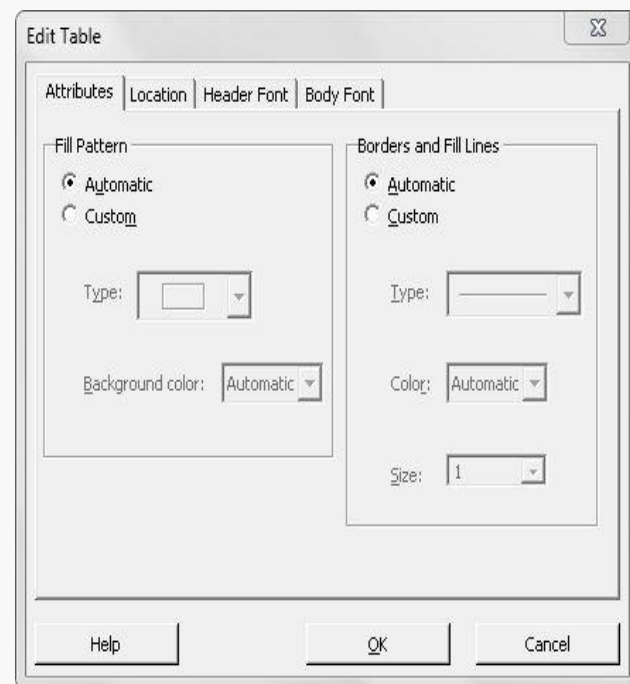 Edit Table
Attributes Location Header Font Body Font
Fill Pattern
Automatic
Custom
Type:
Background color: Automatic
Borders and Fill Lines
Automatic
Custom
Type:
Color: Automatic
Size: 1
Help OK Cancel